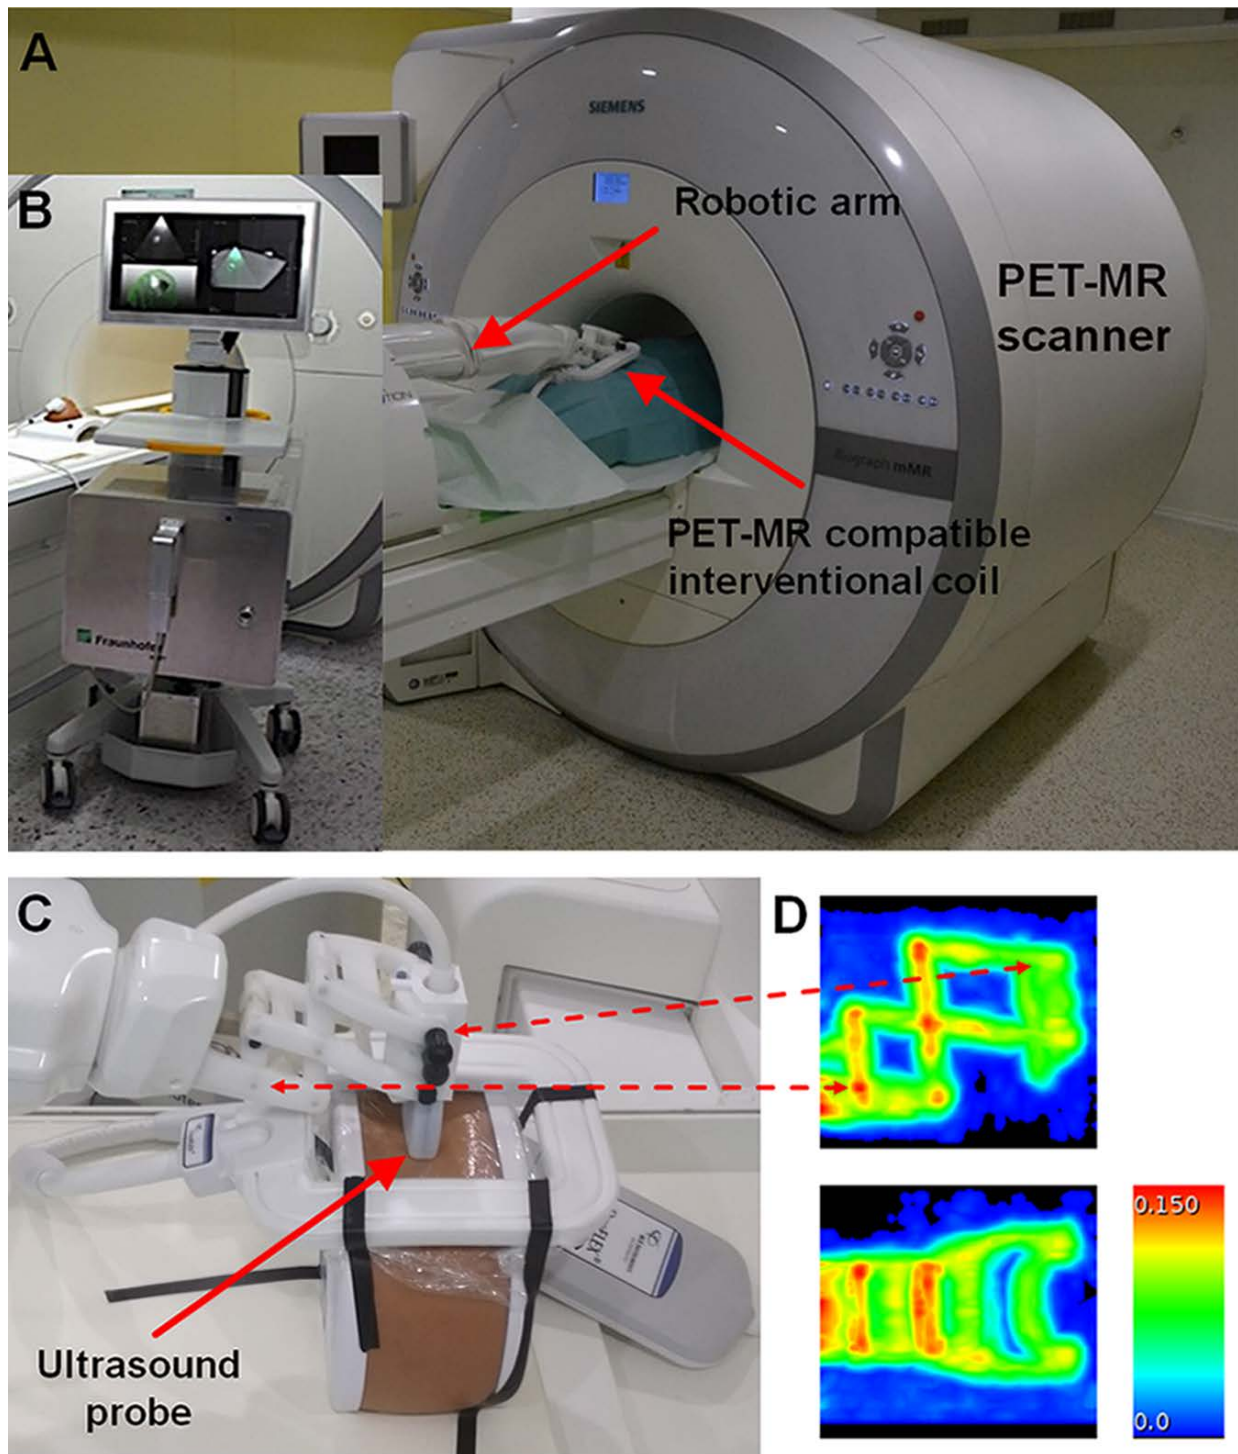 A
SIEMENS
B
Robotic arm
PET-MR
scanner
Biograph mMR
PET-MR compatible
interventional coil
Fraunhofer
C
D
0.150
0.0
Ultrasound
probe